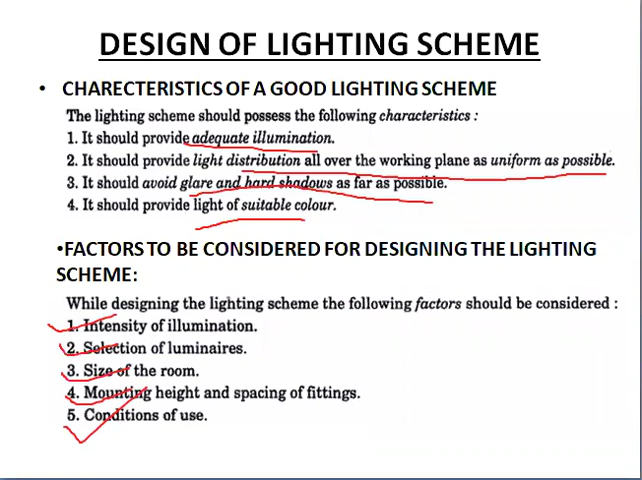 DESIGN OF LIGHTING SCHEME
• CHARECTERISTICS OF A GOOD LIGHTING SCHEME
The lighting scheme should possess the following characteristics :
1. It should provide adequate illumination.
2. It should provide light distribution all over the working plane as uniform as possible.
3. It should avoid glare and hard shadows as far as possible.
4. It should provide light of suitable colour.
•FACTORS TO BE CONSIDERED FOR DESIGNING THE LIGHTING
SCHEME:
While designing the lighting scheme the following factors should be considered :
1. Intensity of illumination.
2. Selection of luminaires.
3. Size of the room.
4. Mounting height and spacing of fittings.
5. Conditions of use.